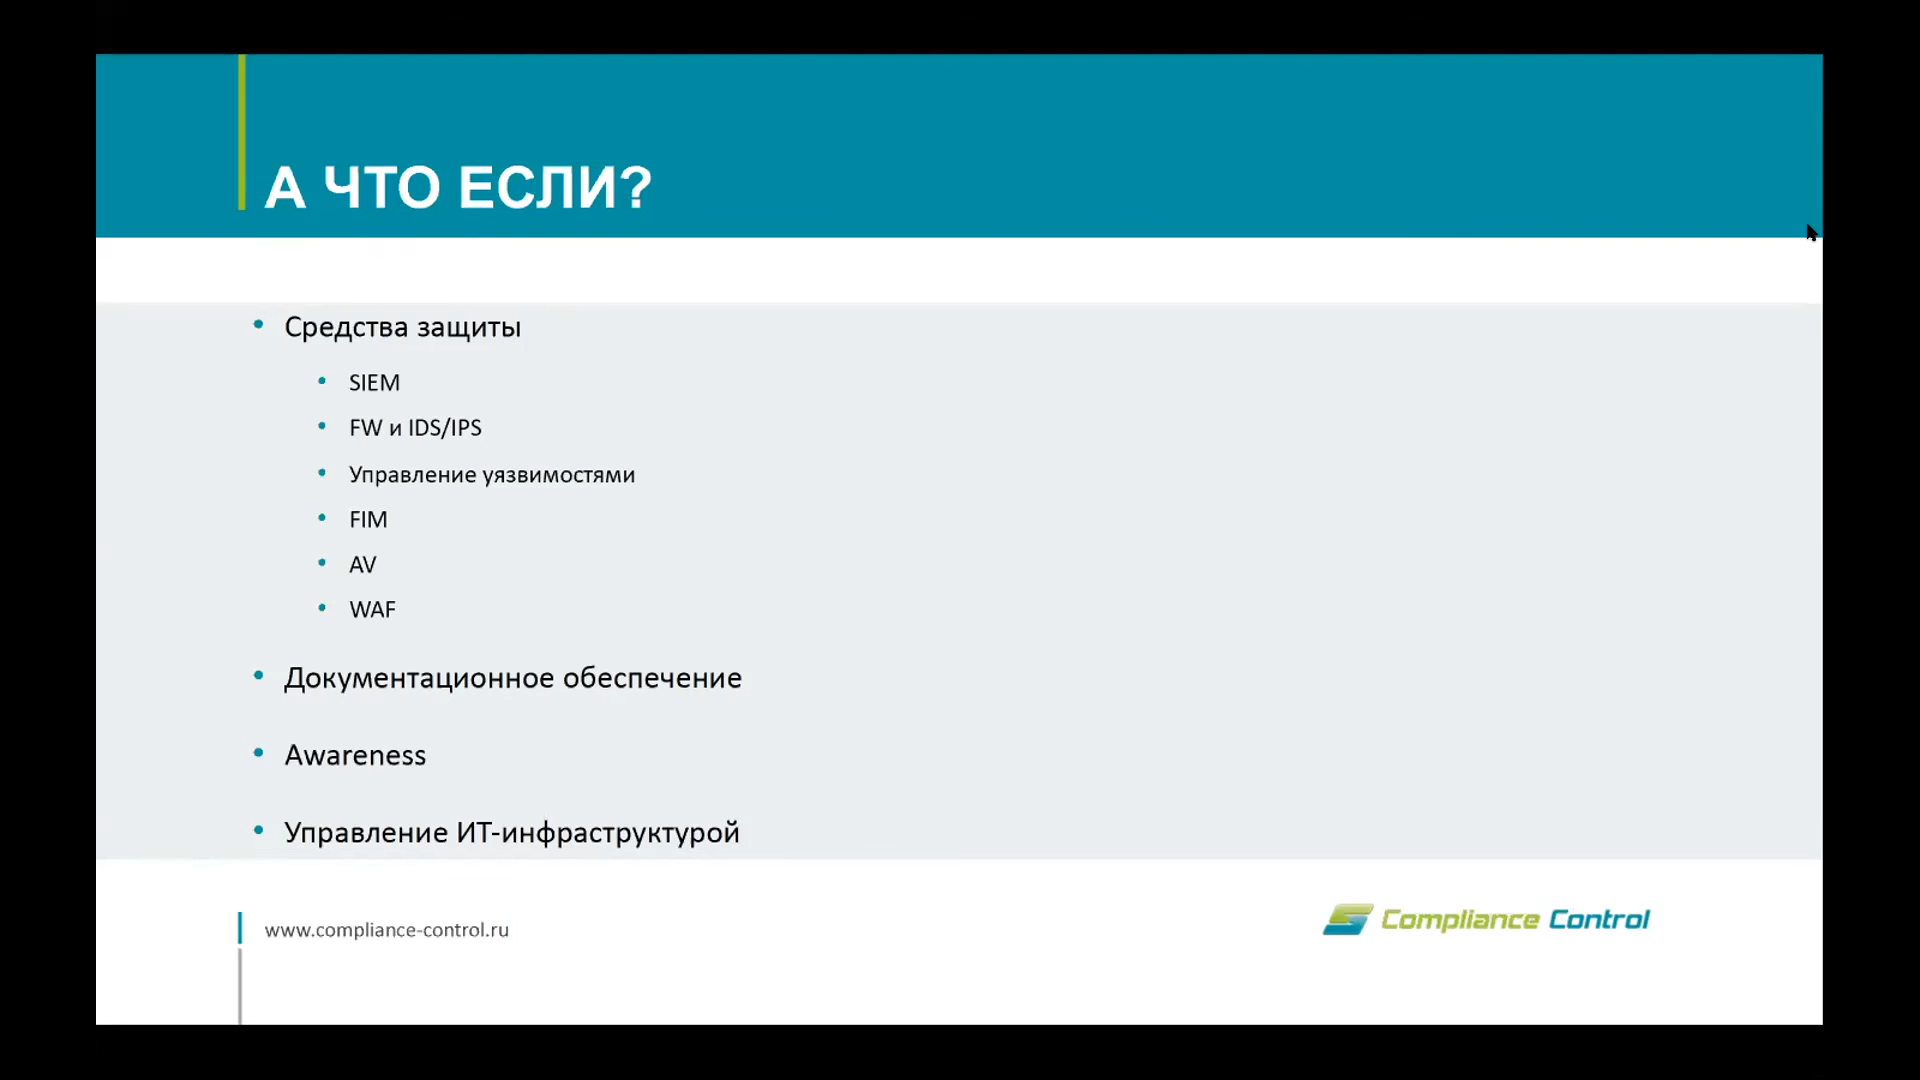 А ЧТО ЕСЛИ?
• Средства защиты
• SIEM
• FW и IDS/IPS
• Управление уязвимостями
• FIM
• AV
• WAF
• Документационное обеспечение
• Awareness
• Управление ИТ-инфраструктурой
www.compliance-control.ru
Compliance Control